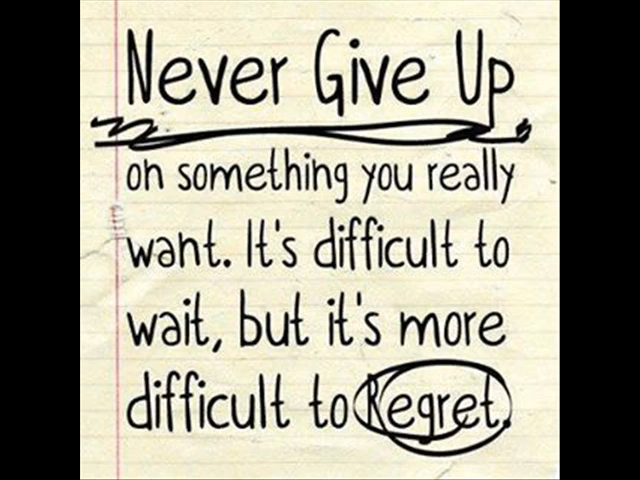 Never Give Up
on something you really
want. It's difficult to
wait, but it's more
difficult to Regret.